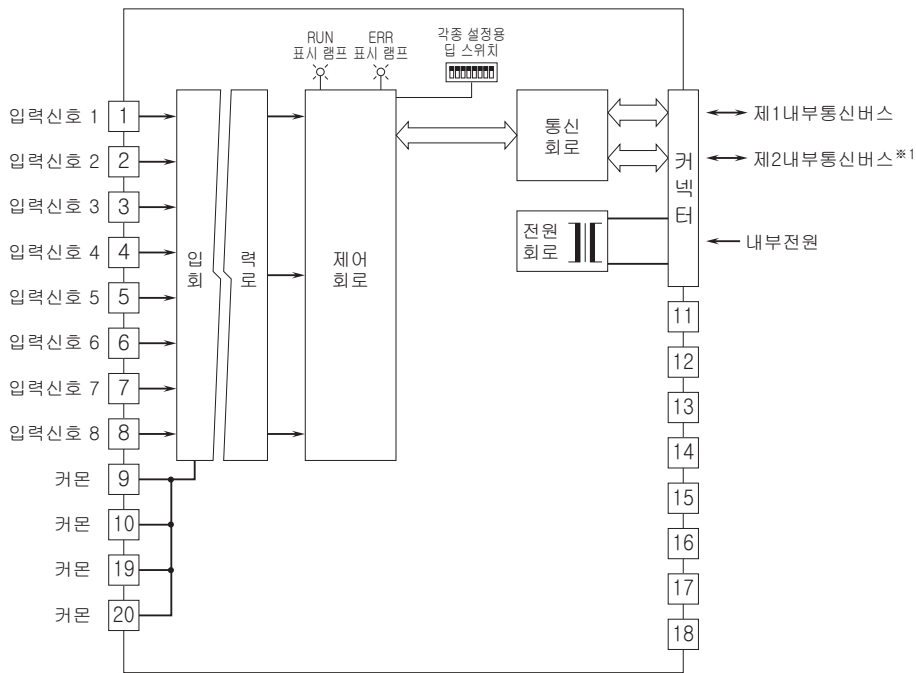 RUN
표시 램프
ERR
표시 램프
각종 설정용
딥 스위치
입력신호 1
1
입력신호 2
2
입력신호 3
3
입력신호 4
4
입력신호 5
5
입력신호 6
6
입력신호 7
7
입력신호 8
8
커몬
9
커몬
10
커몬
19
커몬
20
입 력
회 로
제어
회로
통신
회로
전원
회로
커
넥
터
제1내부통신버스
제2내부통신버스※1
내부전원
11
12
13
14
15
16
17
18